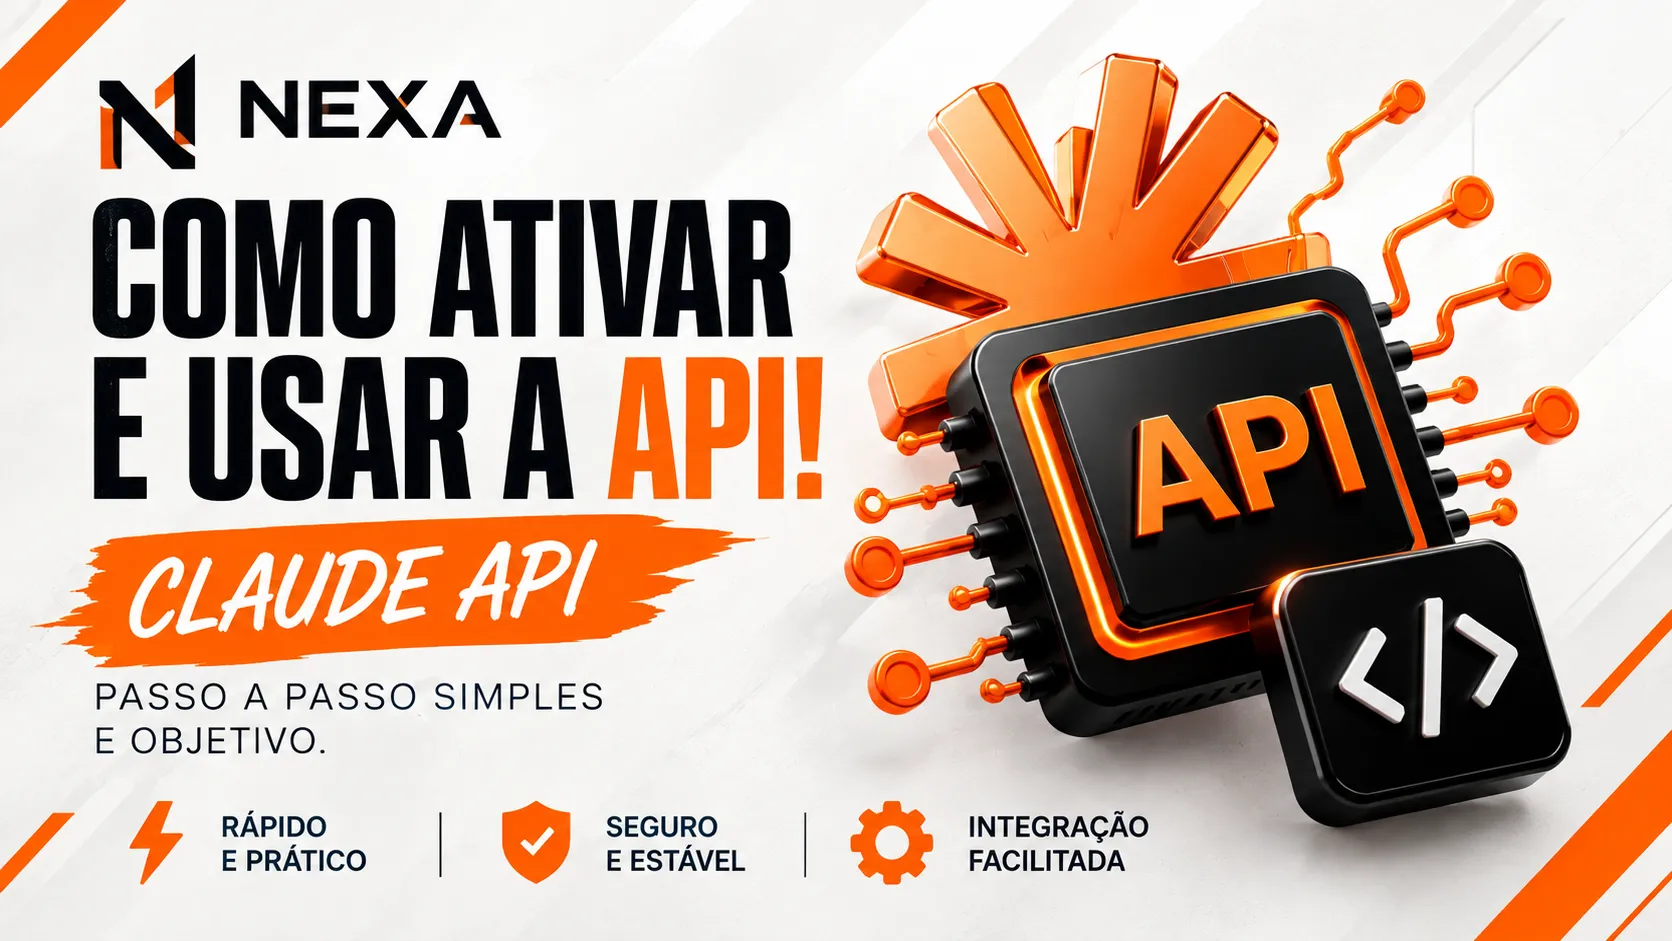 NEXA
COMO ATIVAR
E USAR A API!
CLAUDE API
PASSO A PASSO SIMPLES
E OBJETIVO.
RÁPIDO
E PRÁTICO
SEGURO
E ESTÁVEL
INTEGRAÇÃO
FACILITADA
API
</>